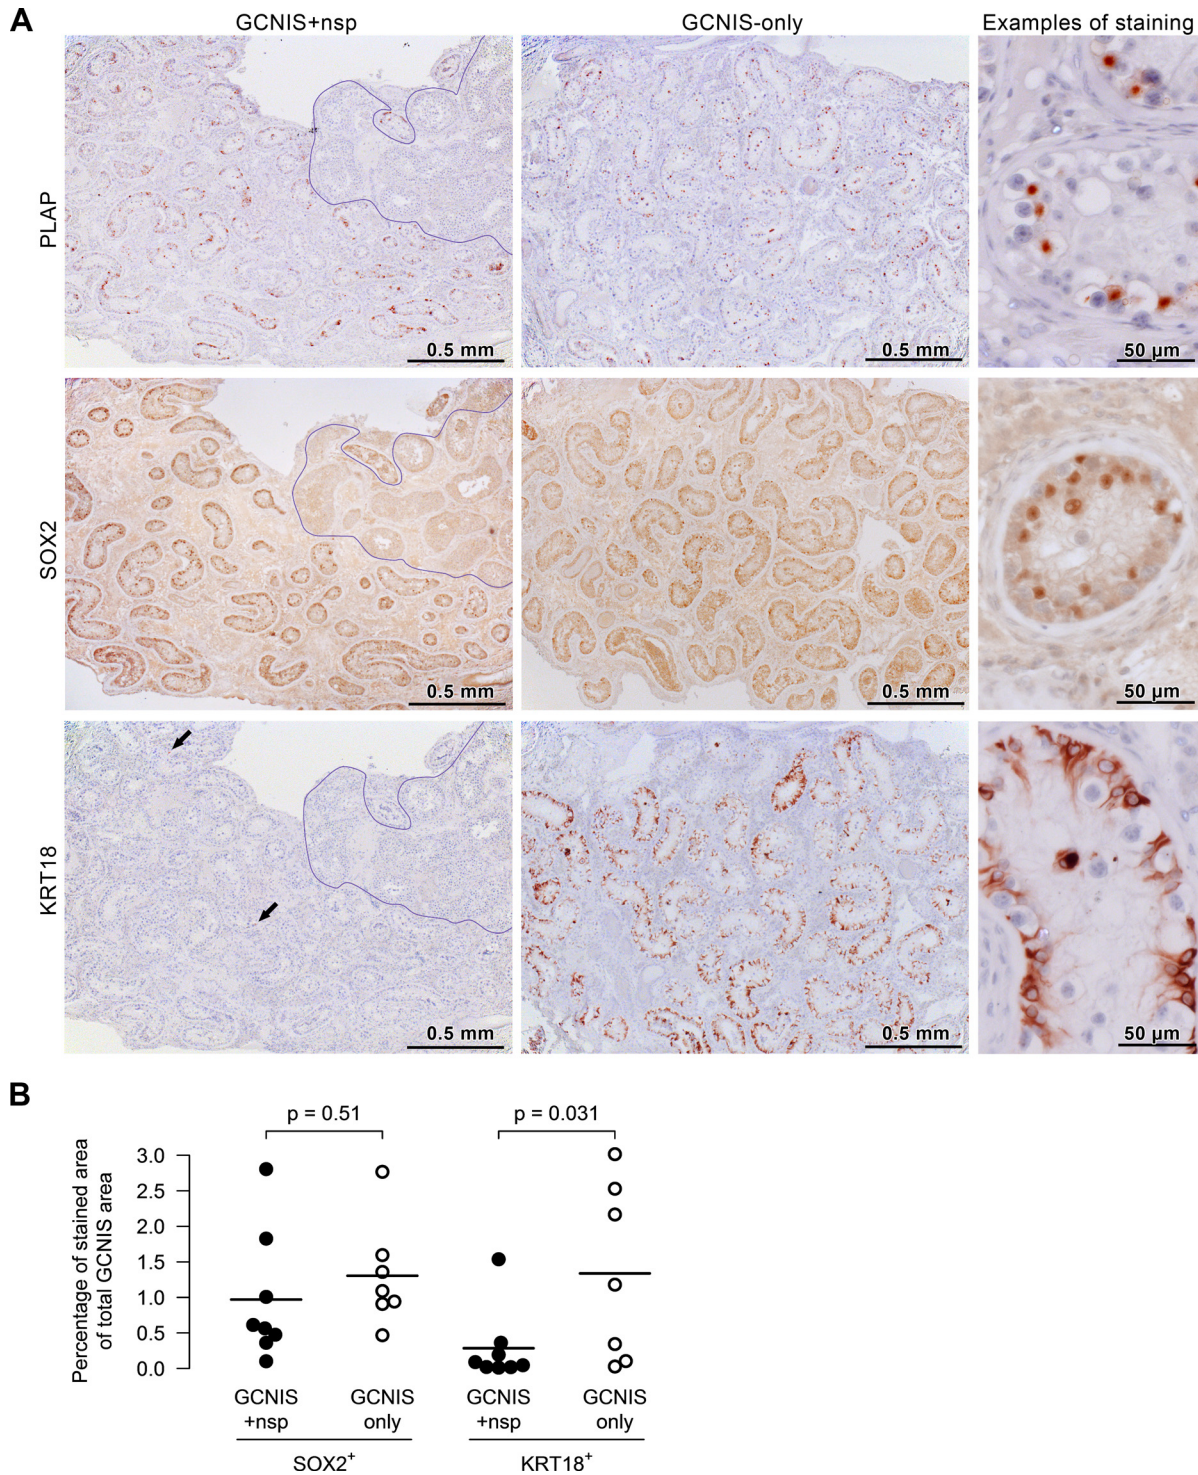 A
GCNIS+nsp
GCNIS-only
Examples of staining
PLAP
0.5 mm
0.5 mm
50 µm
SOX2
0.5 mm
0.5 mm
50 µm
KRT18
0.5 mm
0.5 mm
50 µm
B
p = 0.51
p = 0.031
Percentage of stained area
of total GCNIS area
3.0
2.5
2.0
1.5
1.0
0.5
0.0
GCNIS
+nsp
GCNIS
only
GCNIS
+nsp
GCNIS
only
SOX2⁺
KRT18⁺